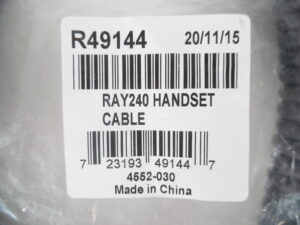 R49144 20/11/15
RAY240 HANDSET
CABLE
7 23193 49144 7
4552-030
Made in China